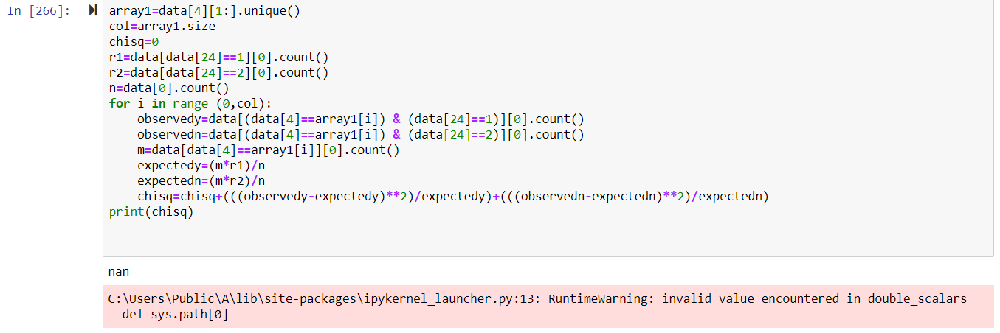 In [266]:
array1=data[4][1:].unique()
col=array1.size
chisq=0
r1=data[data[24]==1][0].count()
r2=data[data[24]==2][0].count()
n=data[0].count()
for i in range (0,col):
    observedy=data[(data[4]==array1[i]) & (data[24]==1)][0].count()
    observedn=data[(data[4]==array1[i]) & (data[24]==2)][0].count()
    m=data[data[4]==array1[i]][0].count()
    expectedy=(m*r1)/n
    expectedn=(m*r2)/n
    chisq=chisq+(((observedy-expectedy)**2)/expectedy)+(((observedn-expectedn)**2)/expectedn)
print(chisq)
nan
C:\Users\Public\A\lib\site-packages\ipykernel_launcher.py:13: RuntimeWarning: invalid value encountered in double_scalars
  del sys.path[0]